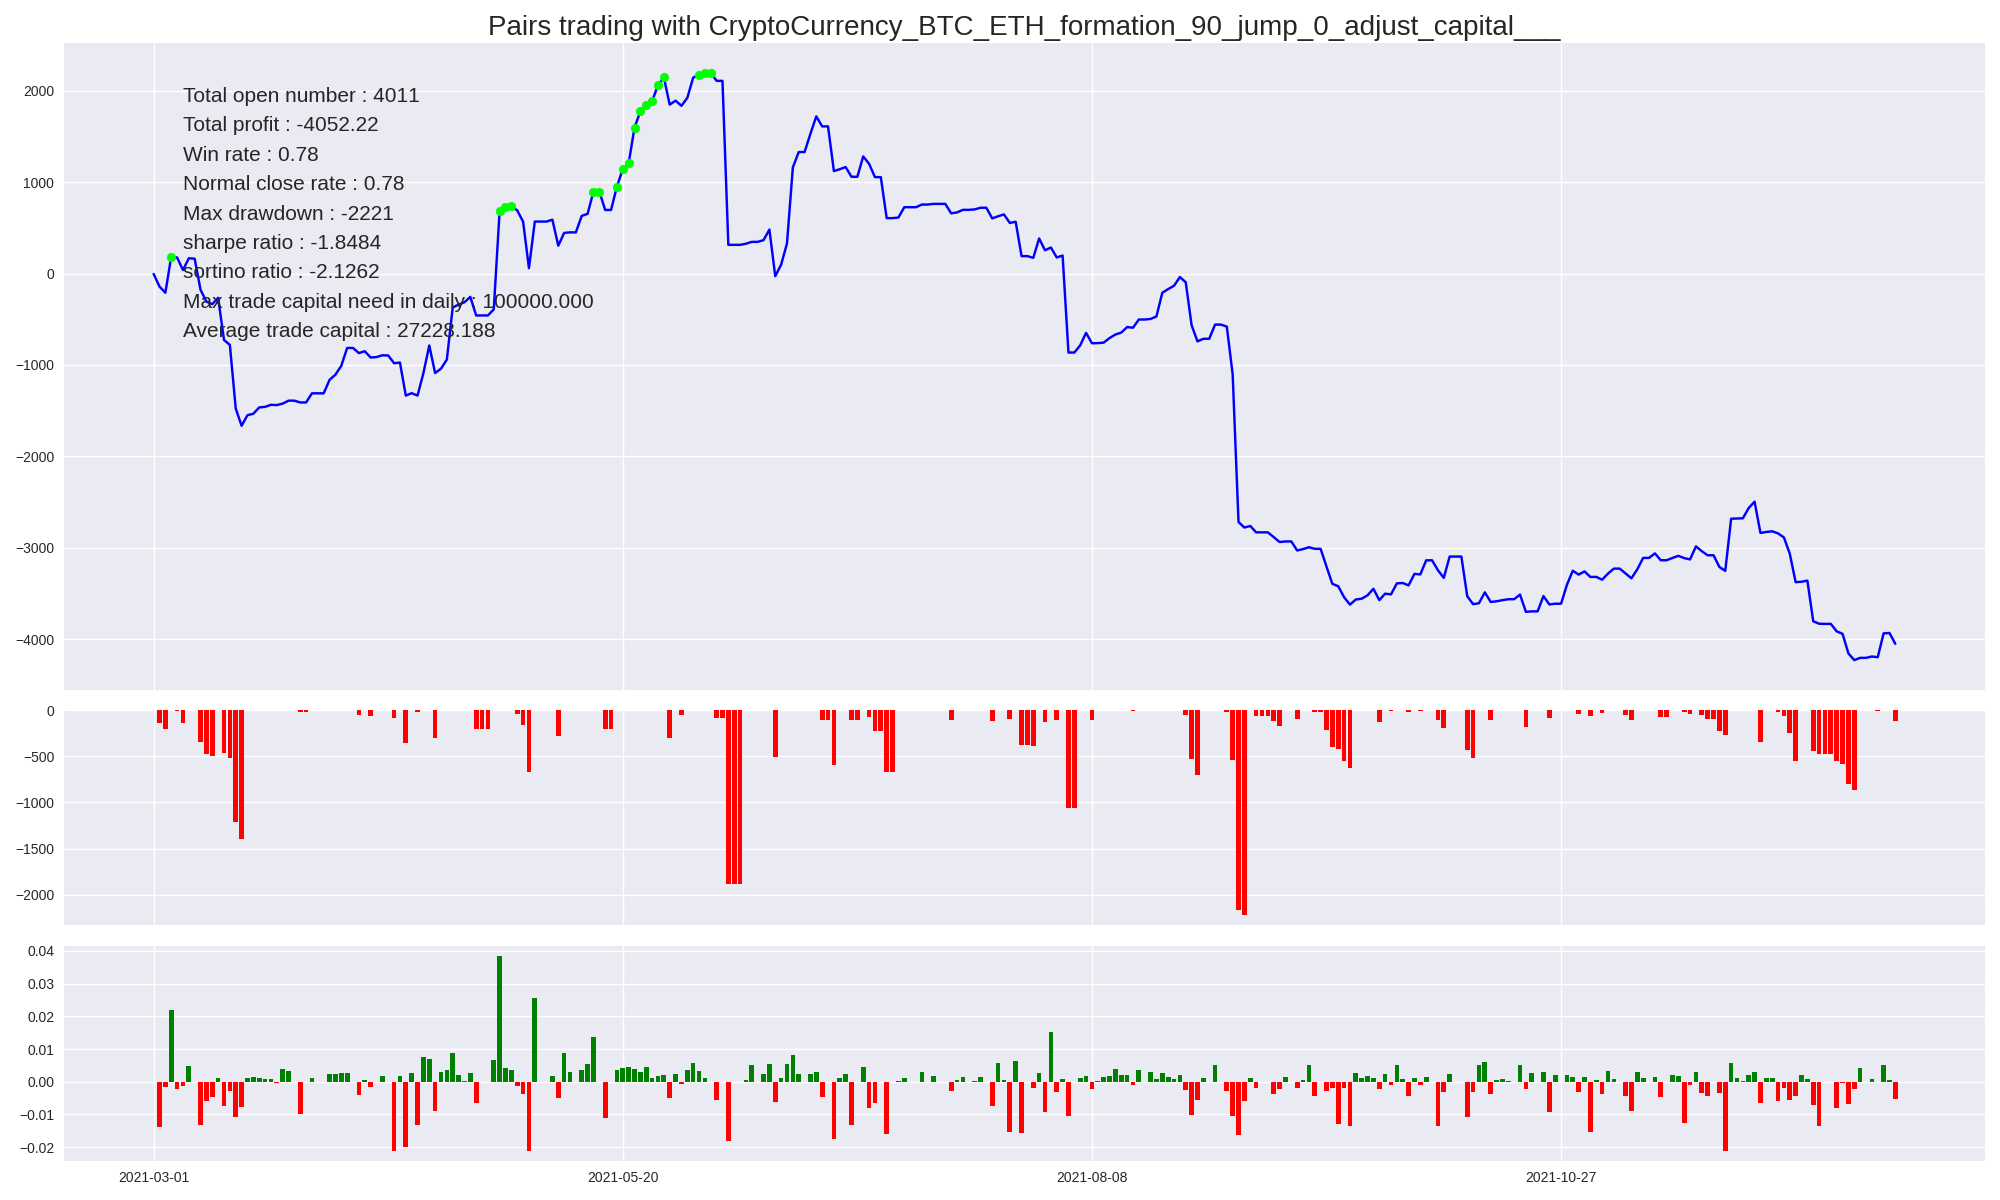 Pairs trading with CryptoCurrency_BTC_ETH_formation_90_jump_0_adjust_capital___
2000
1000
0
−1000
−2000
−3000
−4000
Total open number : 4011
Total profit : -4052.22
Win rate : 0.78
Normal close rate : 0.78
Max drawdown : -2221
sharpe ratio : -1.8484
sortino ratio : -2.1262
Max trade capital need in daily : 100000.000
Average trade capital : 27228.188
0
−500
−1000
−1500
−2000
0.04
0.03
0.02
0.01
0.00
−0.01
−0.02
2021-03-01 2021-05-20 2021-08-08 2021-10-27